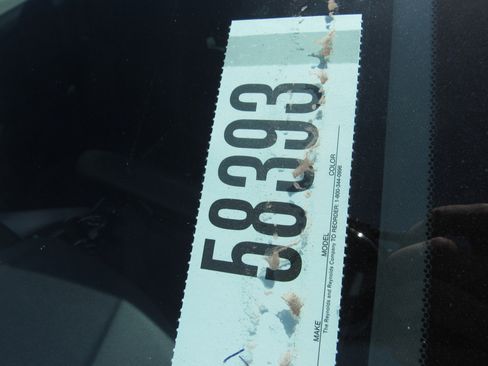 58393
MAKE MODEL COLOR
The Reynolds and Reynolds Company TO REORDER: 1-800-344-0996